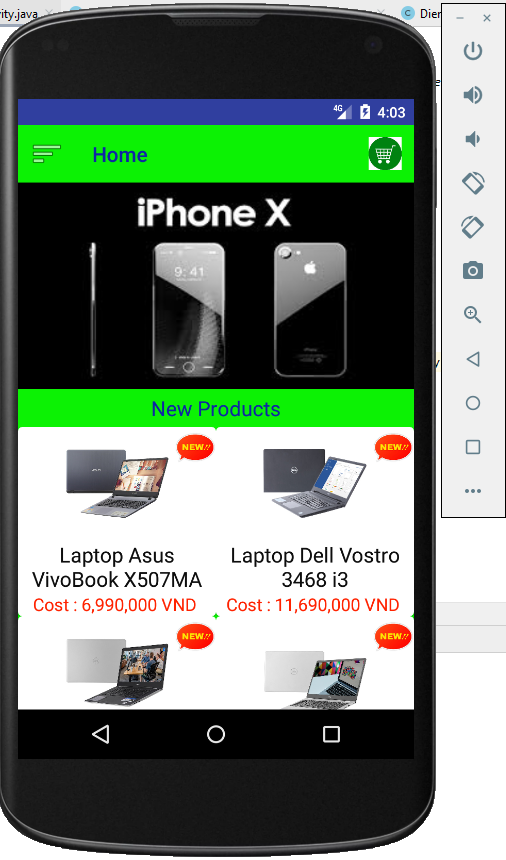 ity.java
Dien
4G 4:03
Home
iPhone X
9:41
New Products
NEW!!
NEW!!
Laptop Asus
VivoBook X507MA
Laptop Dell Vostro
3468 i3
Cost : 6,990,000 VND
Cost : 11,690,000 VND
NEW!!
NEW!!